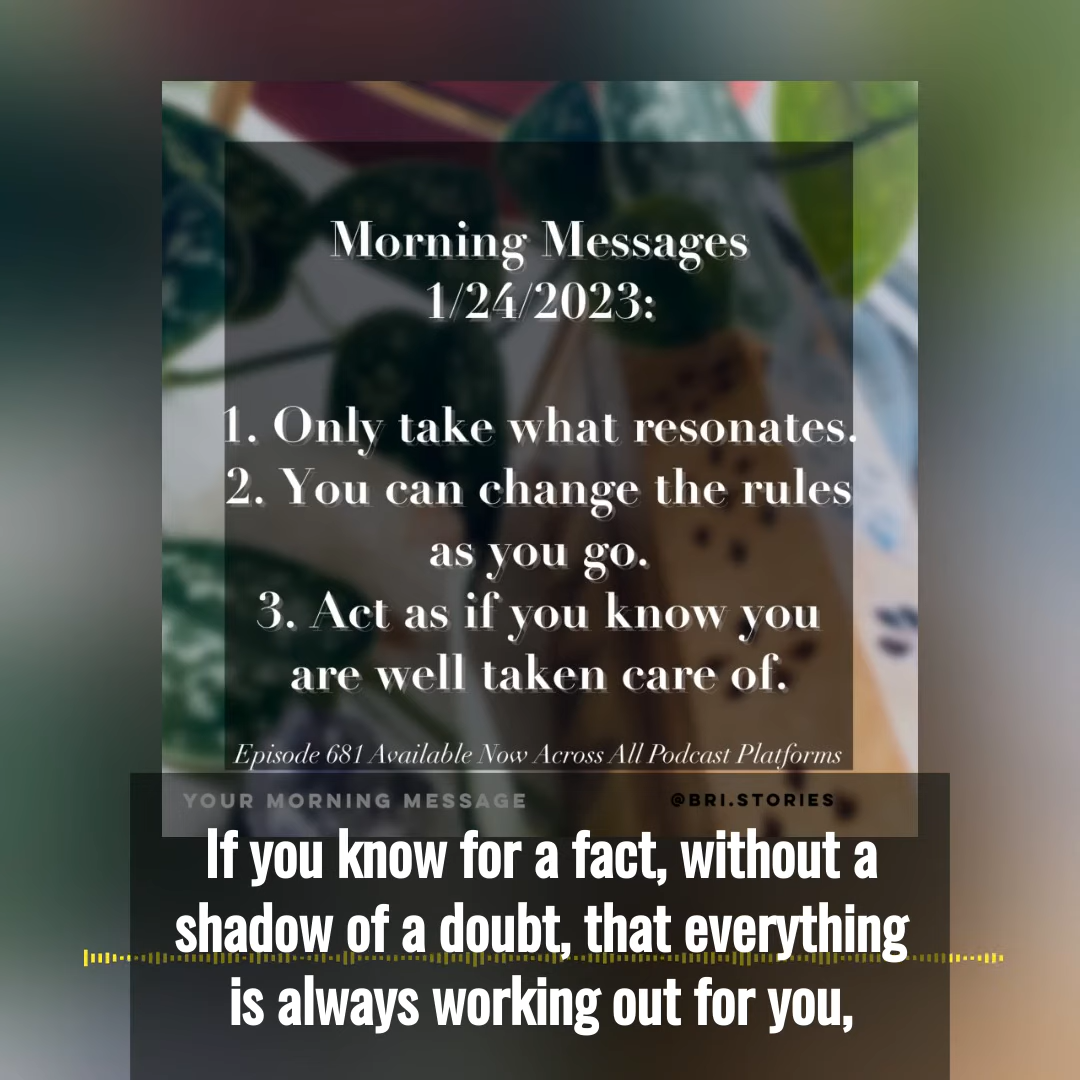 Morning Messages
1/24/2023:
1. Only take what resonates.
2. You can change the rules
as you go.
3. Act as if you know you
are well taken care of.
Episode 681 Available Now Across All Podcast Platforms
YOUR MORNING MESSAGE
@BRI.STORIES
If you know for a fact, without a
shadow of a doubt, that everything
is always working out for you,